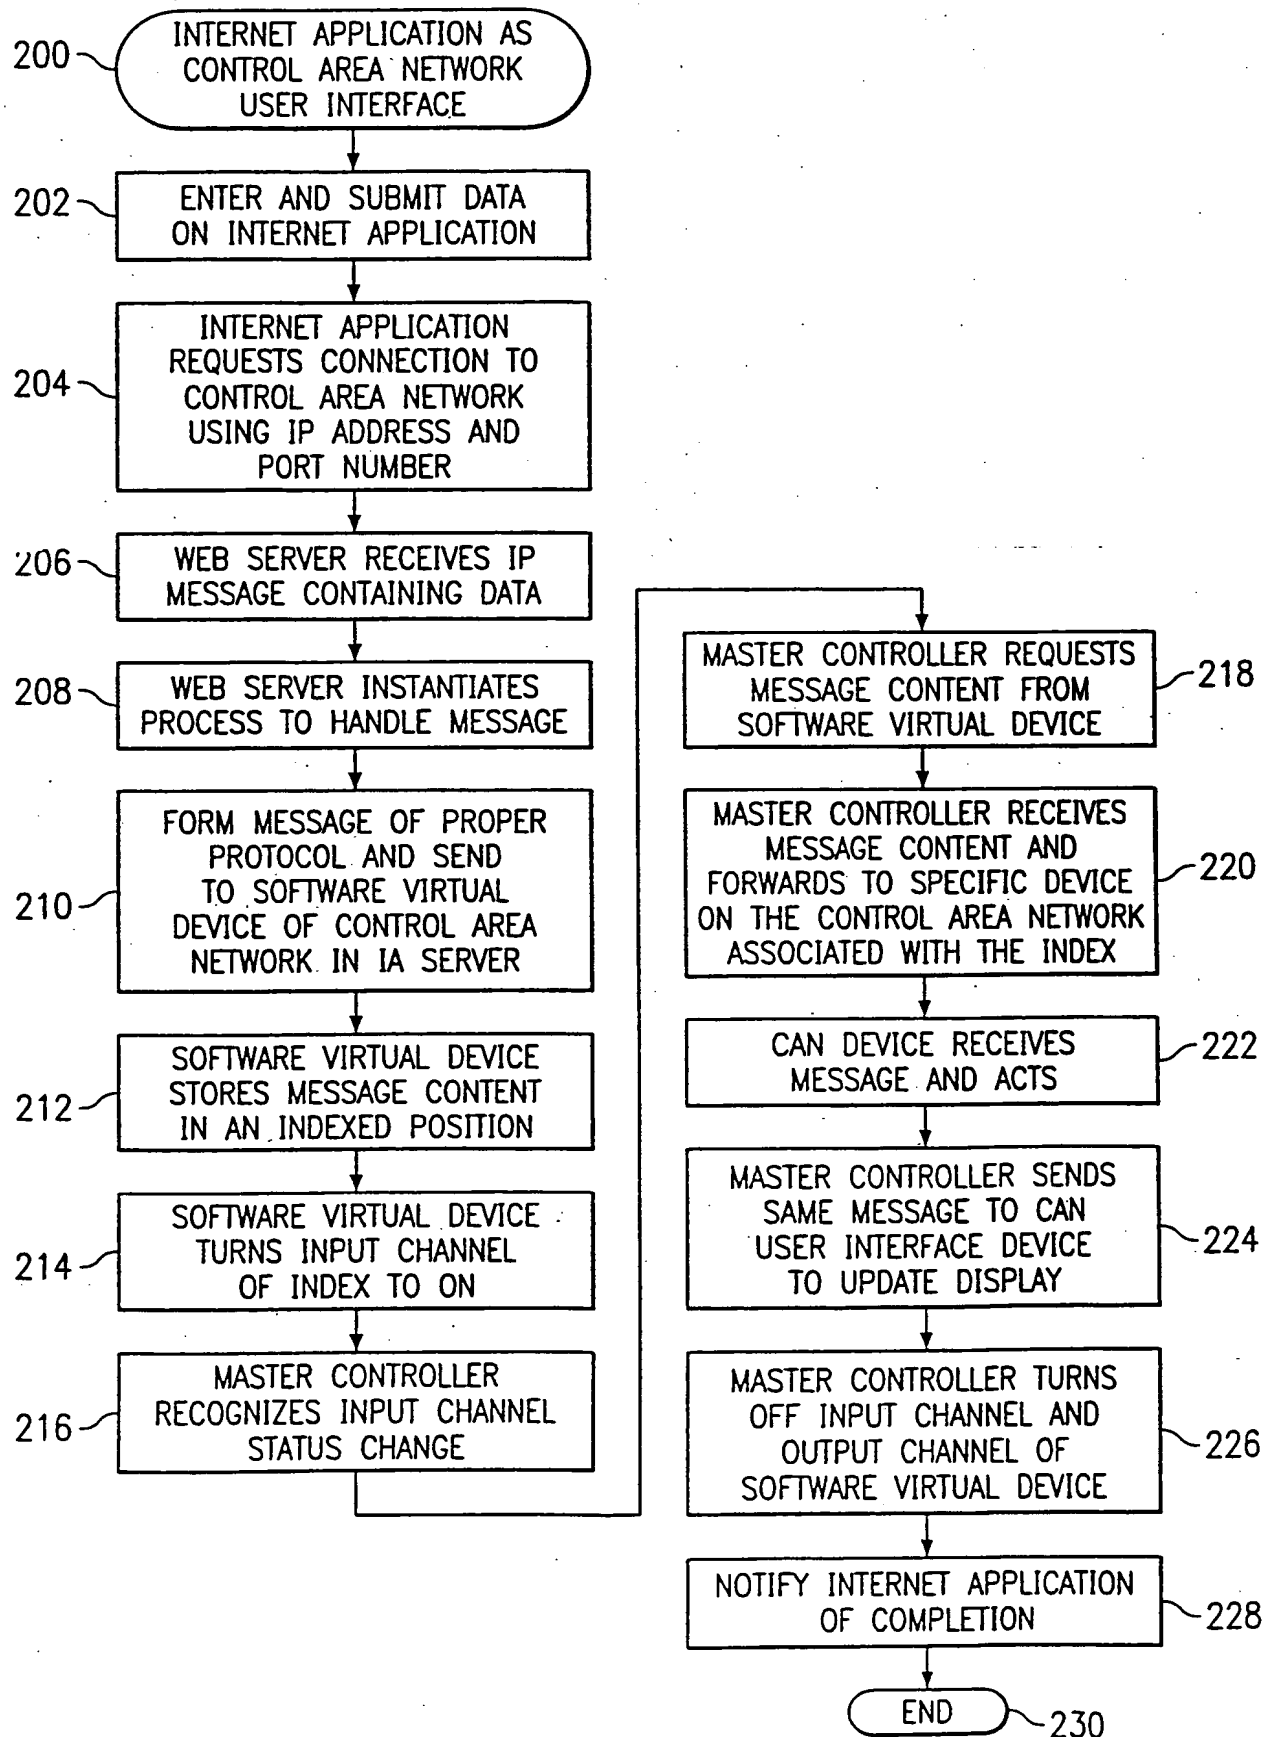 200
INTERNET APPLICATION AS
CONTROL AREA NETWORK
USER INTERFACE
202
ENTER AND SUBMIT DATA
ON INTERNET APPLICATION
204
INTERNET APPLICATION
REQUESTS CONNECTION TO
CONTROL AREA NETWORK
USING IP ADDRESS AND
PORT NUMBER
206
WEB SERVER RECEIVES IP
MESSAGE CONTAINING DATA
208
WEB SERVER INSTANTIATES
PROCESS TO HANDLE MESSAGE
210
FORM MESSAGE OF PROPER
PROTOCOL AND SEND
TO SOFTWARE VIRTUAL
DEVICE OF CONTROL AREA
NETWORK IN IA SERVER
212
SOFTWARE VIRTUAL DEVICE
STORES MESSAGE CONTENT
IN AN INDEXED POSITION
214
SOFTWARE VIRTUAL DEVICE
TURNS INPUT CHANNEL
OF INDEX TO ON
216
MASTER CONTROLLER
RECOGNIZES INPUT CHANNEL
STATUS CHANGE
MASTER CONTROLLER REQUESTS
MESSAGE CONTENT FROM
SOFTWARE VIRTUAL DEVICE
218
MASTER CONTROLLER RECEIVES
MESSAGE CONTENT AND
FORWARDS TO SPECIFIC DEVICE
ON THE CONTROL AREA NETWORK
ASSOCIATED WITH THE INDEX
220
CAN DEVICE RECEIVES
MESSAGE AND ACTS
222
MASTER CONTROLLER SENDS
SAME MESSAGE TO CAN
USER INTERFACE DEVICE
TO UPDATE DISPLAY
224
MASTER CONTROLLER TURNS
OFF INPUT CHANNEL AND
OUTPUT CHANNEL OF
SOFTWARE VIRTUAL DEVICE
226
NOTIFY INTERNET APPLICATION
OF COMPLETION
228
END
230